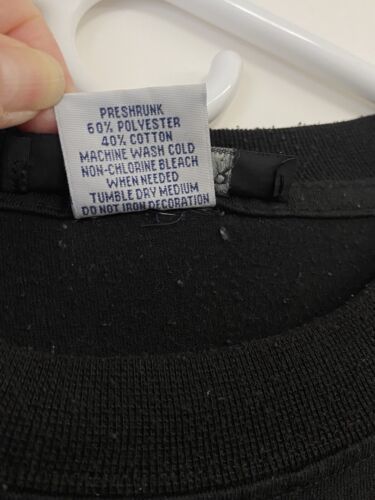 PRESHRUNK
60% POLYESTER
40% COTTON
MACHINE WASH COLD
NON-CHLORINE BLEACH
WHEN NEEDED
TUMBLE DRY MEDIUM
DO NOT IRON DECORATION